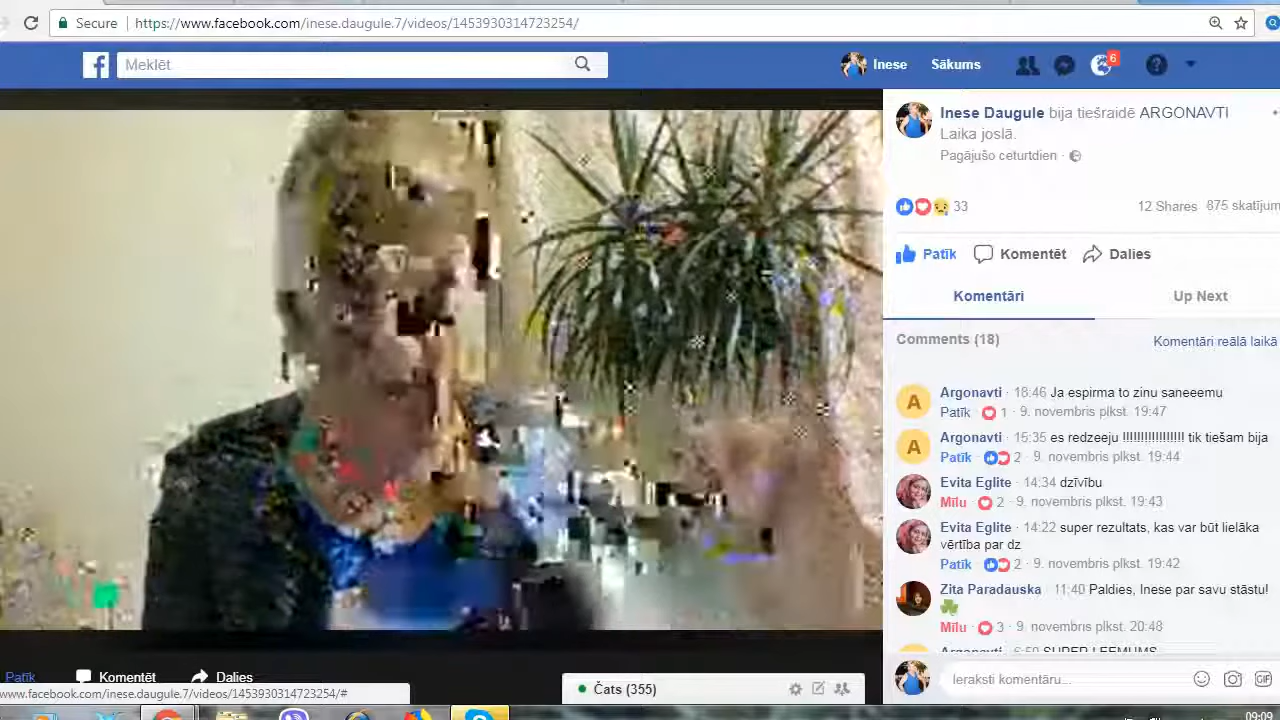 Secure https://www.facebook.com/inese.daugule.7/videos/1453930314723254/
f Meklēt Inese Sākums 6 ?
Inese Daugule bija tiešraidē ARGONAVTI
Laika joslā.
Pagājušo ceturtdien ·
33 12 Shares 875 skatījum
Patīk Komentēt Dalies
Komentāri Up Next
Comments (18) Komentāri reālā laikā
A Argonavti · 18:46 Ja espirma to zinu saneeemu
Patīk · 1 · 9. novembris plkst. 19:47
A Argonavti · 15:35 es redzeeju !!!!!!!!!!!!!!!!! tik tiešam bija
Patīk · 2 · 9. novembris plkst. 19:44
Evita Eglite · 14:34 dzīvību
Mīlu · 2 · 9. novembris plkst. 19:43
Evita Eglite · 14:22 super rezultats, kas var būt lielāka
vērtība par dz
Patīk · 2 · 9. novembris plkst. 19:42
Zita Paradauska · 11:40 Paldies, Inese par savu stāstu!
Mīlu · 3 · 9. novembris plkst. 20:48
Argonavti · 6:50 SUPER LEEMUMS
Ieraksti komentāru... GIF
Patīk Komentēt Dalies
Čats (355)
www.facebook.com/inese.daugule.7/videos/1453930314723254/#
09:09